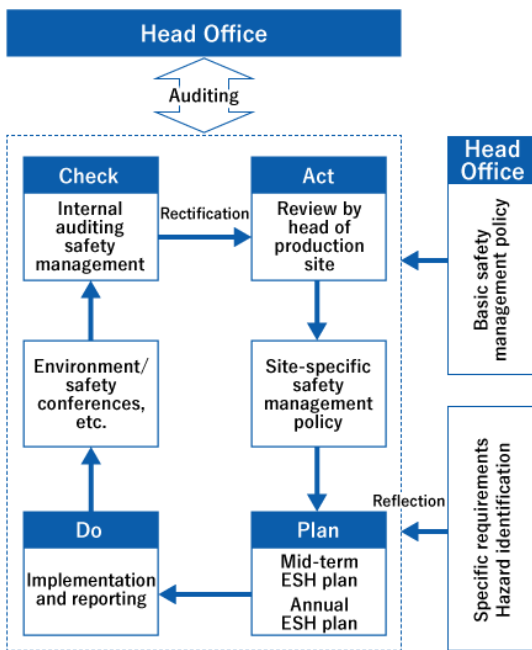 Head Office
Auditing
Check
Internal
auditing
safety
management
Rectification
Act
Review by
head of
production
site
Head
Office
Basic safety
management policy
Environment/
safety
conferences,
etc.
Site-specific
safety
management
policy
Reflection
Specific requirements
Hazard identification
Do
Implementation
and reporting
Plan
Mid-term
ESH plan
Annual
ESH plan